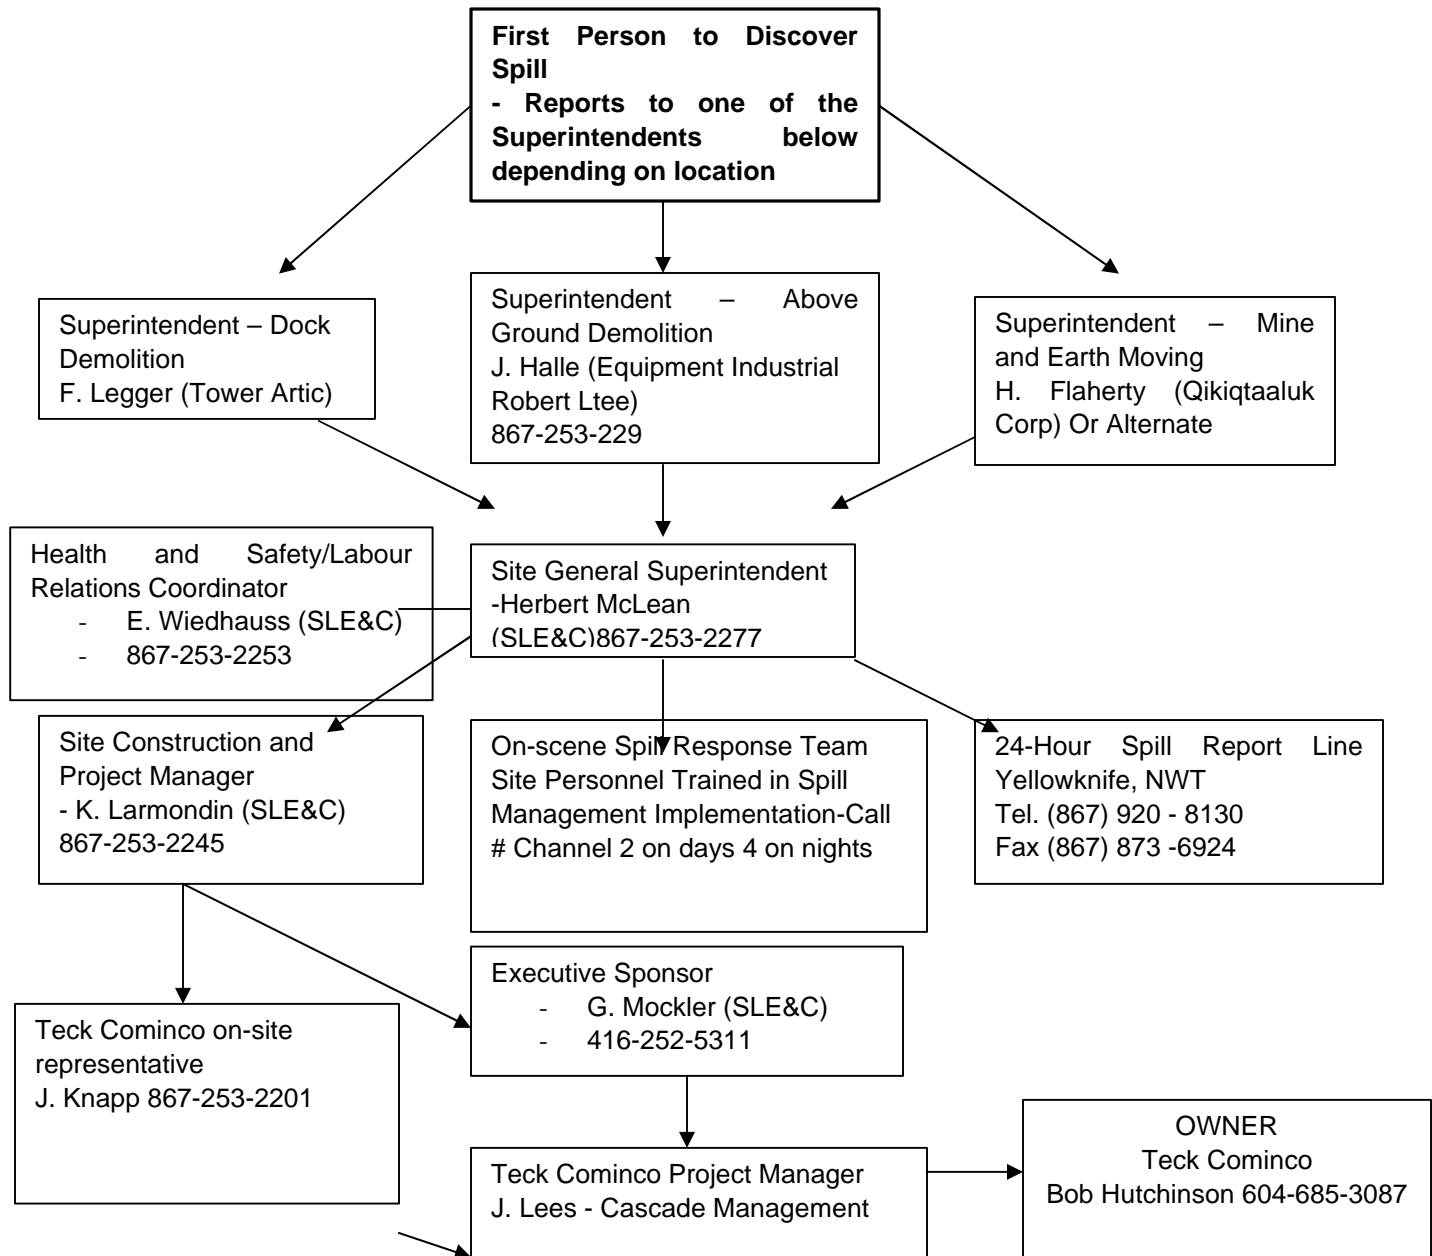 First Person to Discover
Spill
- Reports to one of the
Superintendents below
depending on location
Superintendent – Dock
Demolition
F. Legger (Tower Artic)
Superintendent – Above
Ground Demolition
J. Halle (Equipment Industrial
Robert Ltee)
867-253-229
Superintendent – Mine
and Earth Moving
H. Flaherty (Qikiqtaaluk
Corp) Or Alternate
Health and Safety/Labour
Relations Coordinator
- E. Wiedhauss (SLE&C)
- 867-253-2253
Site General Superintendent
-Herbert McLean
(SLE&C)867-253-2277
Site Construction and
Project Manager
- K. Larmondin (SLE&C)
867-253-2245
On-scene Spill Response Team
Site Personnel Trained in Spill
Management Implementation-Call
# Channel 2 on days 4 on nights
24-Hour Spill Report Line
Yellowknife, NWT
Tel. (867) 920 - 8130
Fax (867) 873 -6924
Executive Sponsor
- G. Mockler (SLE&C)
- 416-252-5311
Teck Cominco on-site
representative
J. Knapp 867-253-2201
Teck Cominco Project Manager
J. Lees - Cascade Management
OWNER
Teck Cominco
Bob Hutchinson 604-685-3087